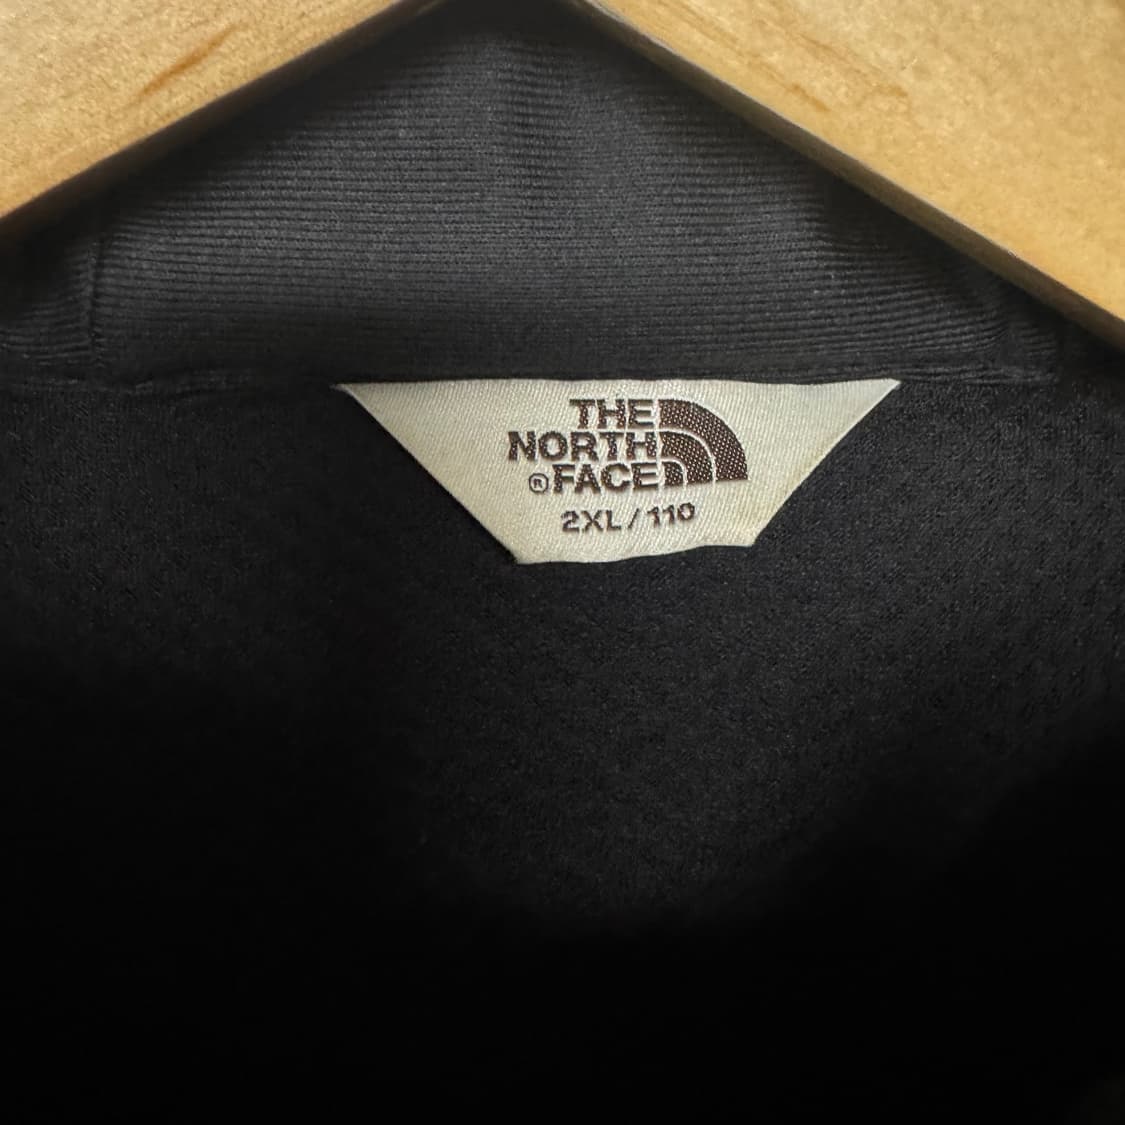 THE
NORTH
® FACE
2XL / 110